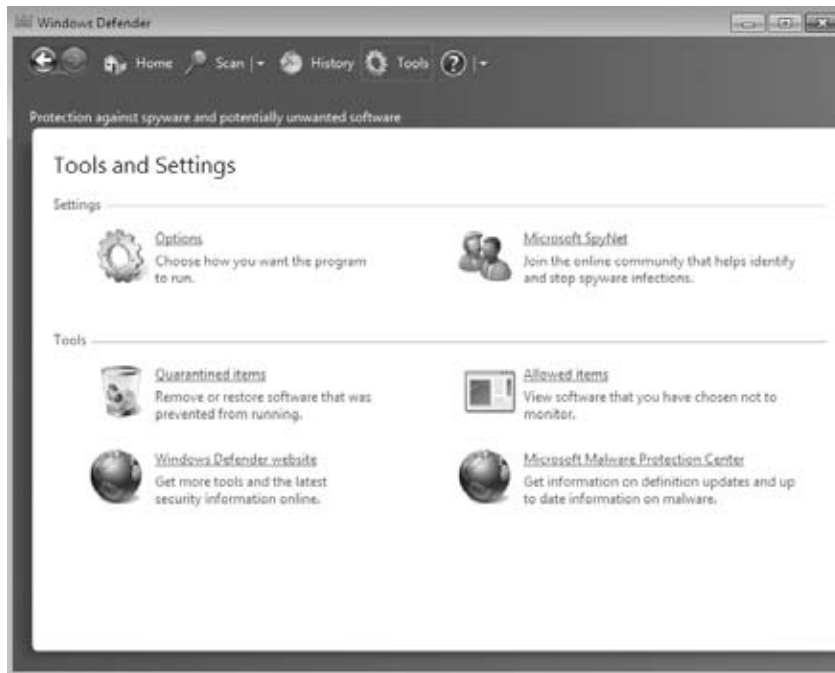 Windows Defender
Home Scan History Tools ?
Protection against spyware and potentially unwanted software
Tools and Settings
Settings
Options
Choose how you want the program
to run.
Microsoft SpyNet
Join the online community that helps identify
and stop spyware infections.
Tools
Quarantined items
Remove or restore software that was
prevented from running.
Allowed items
View software that you have chosen not to
monitor.
Windows Defender website
Get more tools and the latest
security information online.
Microsoft Malware Protection Center
Get information on definition updates and up
to date information on malware.